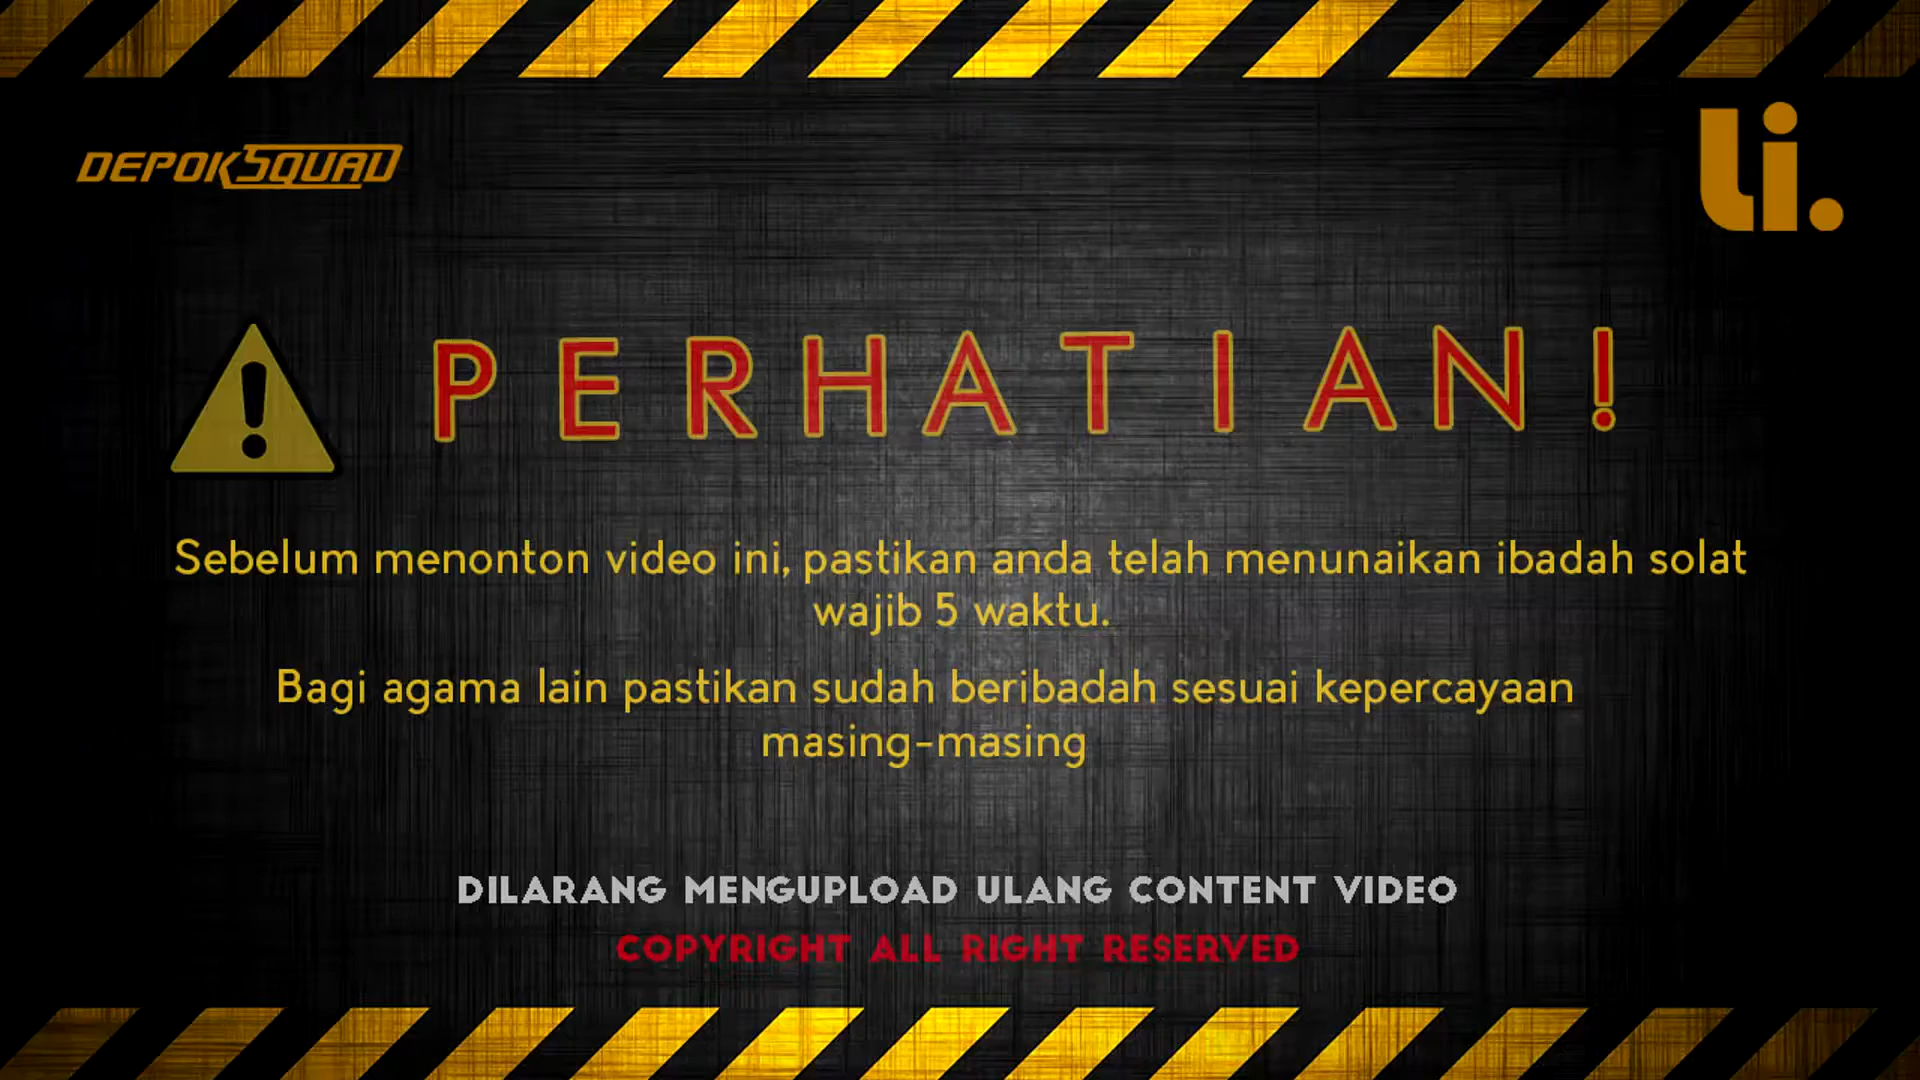 DEPOKSQUAD
Li.
PERHATIAN!
Sebelum menonton video ini, pastikan anda telah menunaikan ibadah solat
wajib 5 waktu.
Bagi agama lain pastikan sudah beribadah sesuai kepercayaan
masing-masing
DILARANG MENGUPLOAD ULANG CONTENT VIDEO
COPYRIGHT ALL RIGHT RESERVED